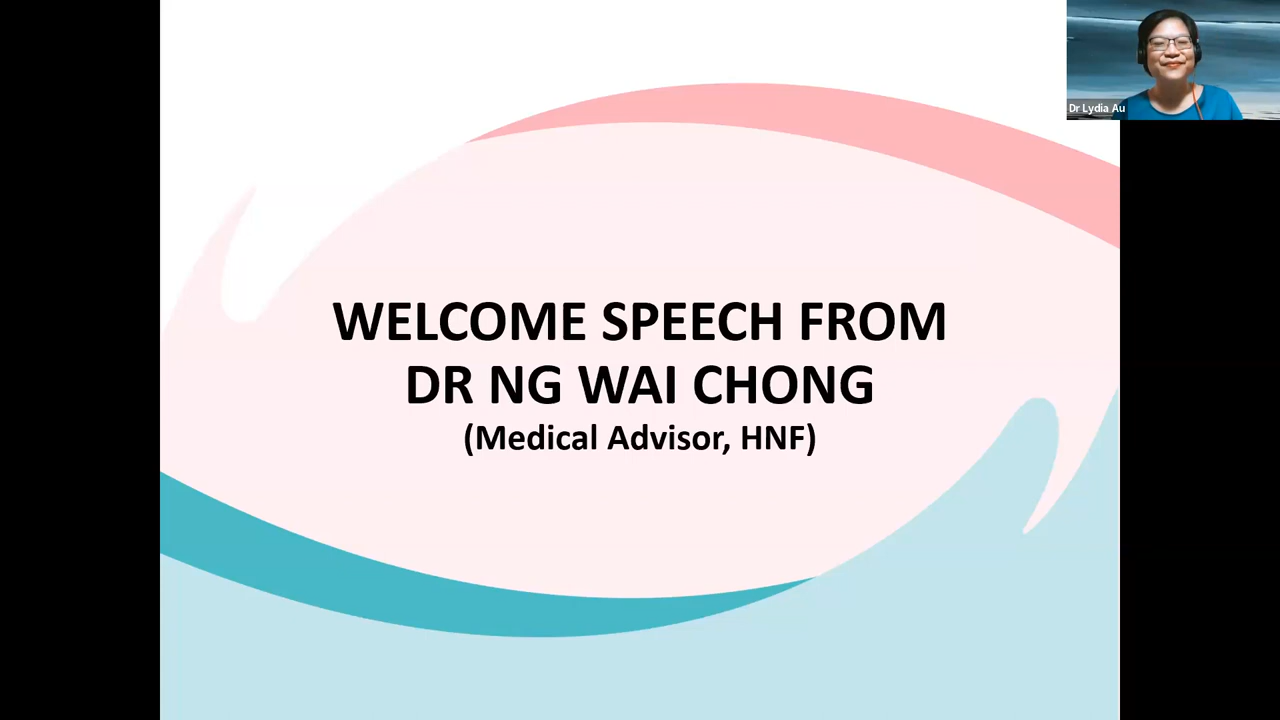 Dr Lydia Au
WELCOME SPEECH FROM
DR NG WAI CHONG
(Medical Advisor, HNF)